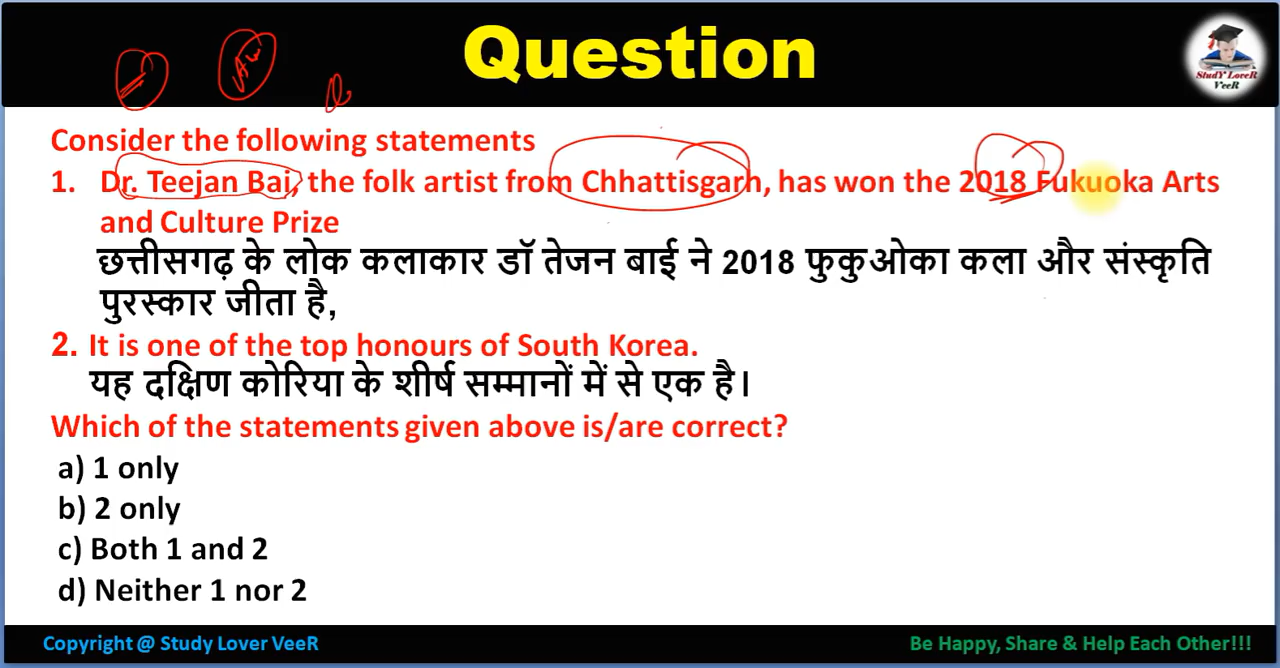 Question
StudY LoveR
VeeR
Consider the following statements
1. Dr. Teejan Bai, the folk artist from Chhattisgarh, has won the 2018 Fukuoka Arts
and Culture Prize
छत्तीसगढ़ के लोक कलाकार डॉ तेजन बाई ने 2018 फुकुओका कला और संस्कृति
पुरस्कार जीता है,
2. It is one of the top honours of South Korea.
यह दक्षिण कोरिया के शीर्ष सम्मानों में से एक है।
Which of the statements given above is/are correct?
a) 1 only
b) 2 only
c) Both 1 and 2
d) Neither 1 nor 2
Copyright @ Study Lover VeeR
Be Happy, Share & Help Each Other!!!